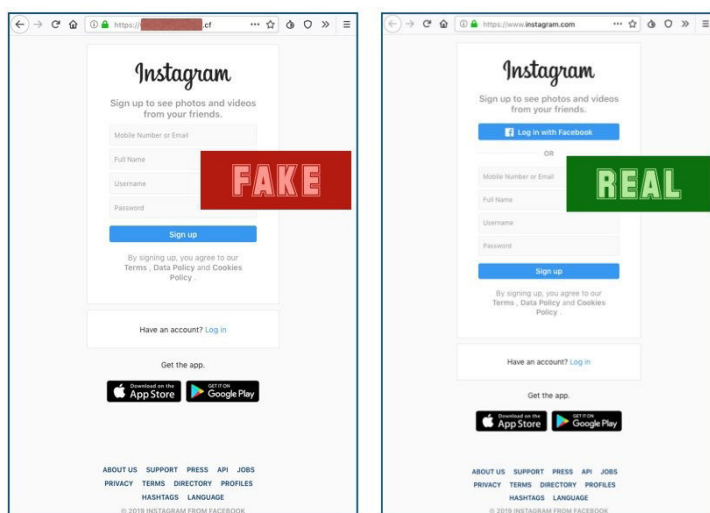 https://
.cf
Instagram
Sign up to see photos and videos
from your friends.
Mobile Number or Email
Full Name
Username
Password
FAKE
Sign up
By signing up, you agree to our
Terms , Data Policy and Cookies
Policy .
Have an account? Log in
Get the app.
Download on the
App Store
GET IT ON
Google Play
ABOUT US SUPPORT PRESS API JOBS
PRIVACY TERMS DIRECTORY PROFILES
HASHTAGS LANGUAGE
© 2019 INSTAGRAM FROM FACEBOOK
https://www.instagram.com
Instagram
Sign up to see photos and videos
from your friends.
f Log in with Facebook
OR
Mobile Number or Email
Full Name
Username
Password
REAL
Sign up
By signing up, you agree to our
Terms , Data Policy and Cookies
Policy .
Have an account? Log in
Get the app.
Download on the
App Store
GET IT ON
Google Play
ABOUT US SUPPORT PRESS API JOBS
PRIVACY TERMS DIRECTORY PROFILES
HASHTAGS LANGUAGE
© 2019 INSTAGRAM FROM FACEBOOK